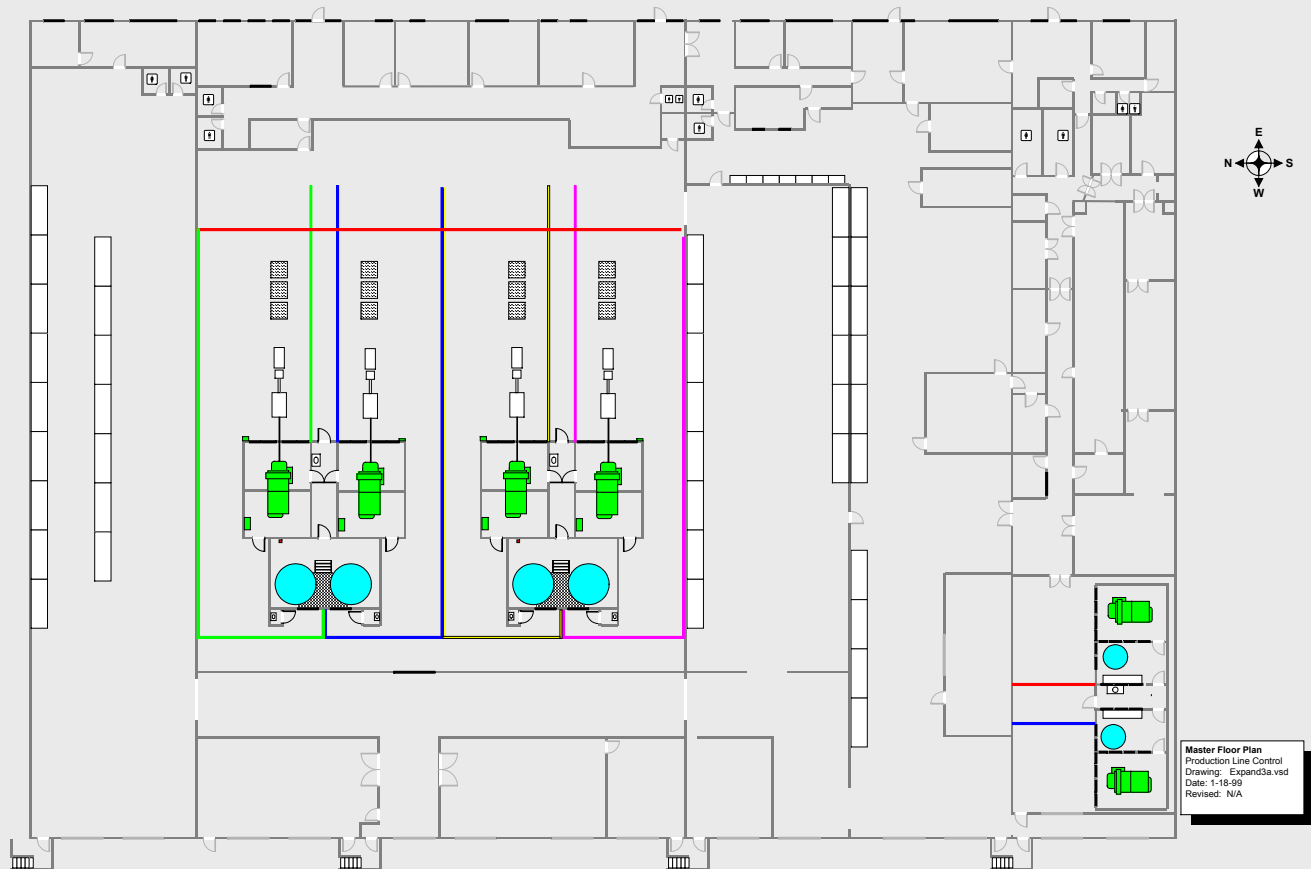 E
N S
W
Master Floor Plan
Production Line Control
Drawing: Expand3a.vsd
Date: 1-18-99
Revised: N/A